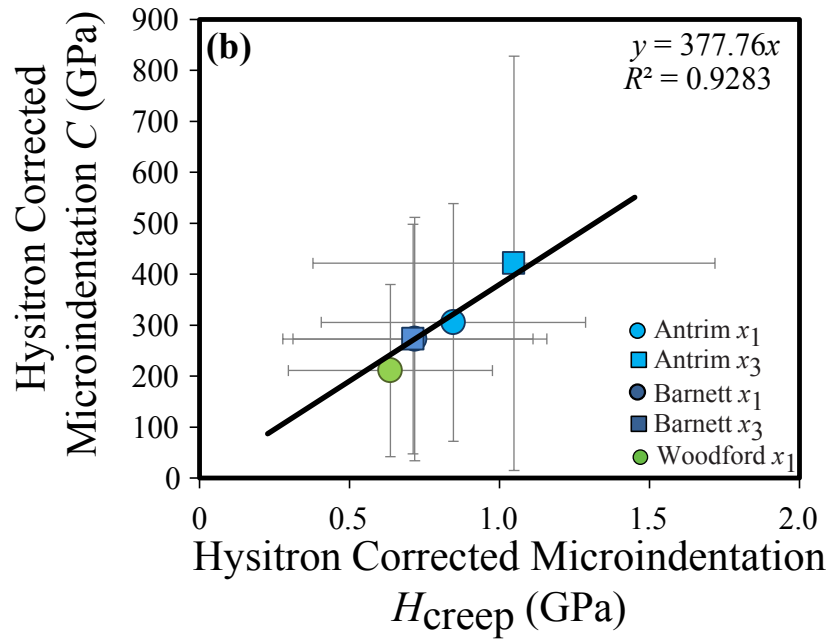 (b)
y = 377.76x
R² = 0.9283
Hysitron Corrected
Microindentation C (GPa)
900
800
700
600
500
400
300
200
100
0
Antrim x₁
Antrim x₃
Barnett x₁
Barnett x₃
Woodford x₁
0 0.5 1.0 1.5 2.0
Hysitron Corrected Microindentation
Hcreep (GPa)